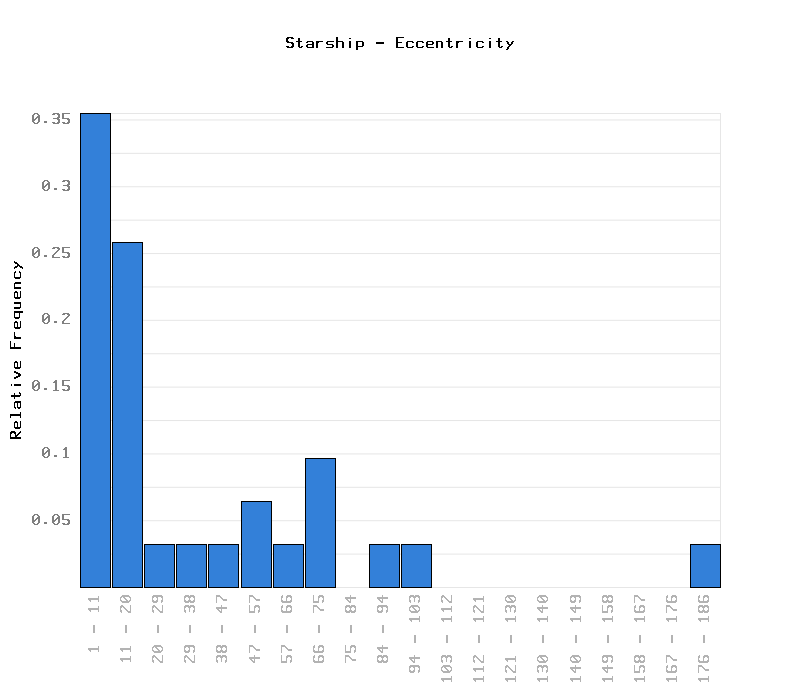 Starship - Eccentricity
Relative Frequency
0.35
0.3
0.25
0.2
0.15
0.1
0.05
1 - 11
11 - 20
20 - 29
29 - 38
38 - 47
47 - 57
57 - 66
66 - 75
75 - 84
84 - 94
94 - 103
103 - 112
112 - 121
121 - 130
130 - 140
140 - 149
149 - 158
158 - 167
167 - 176
176 - 186